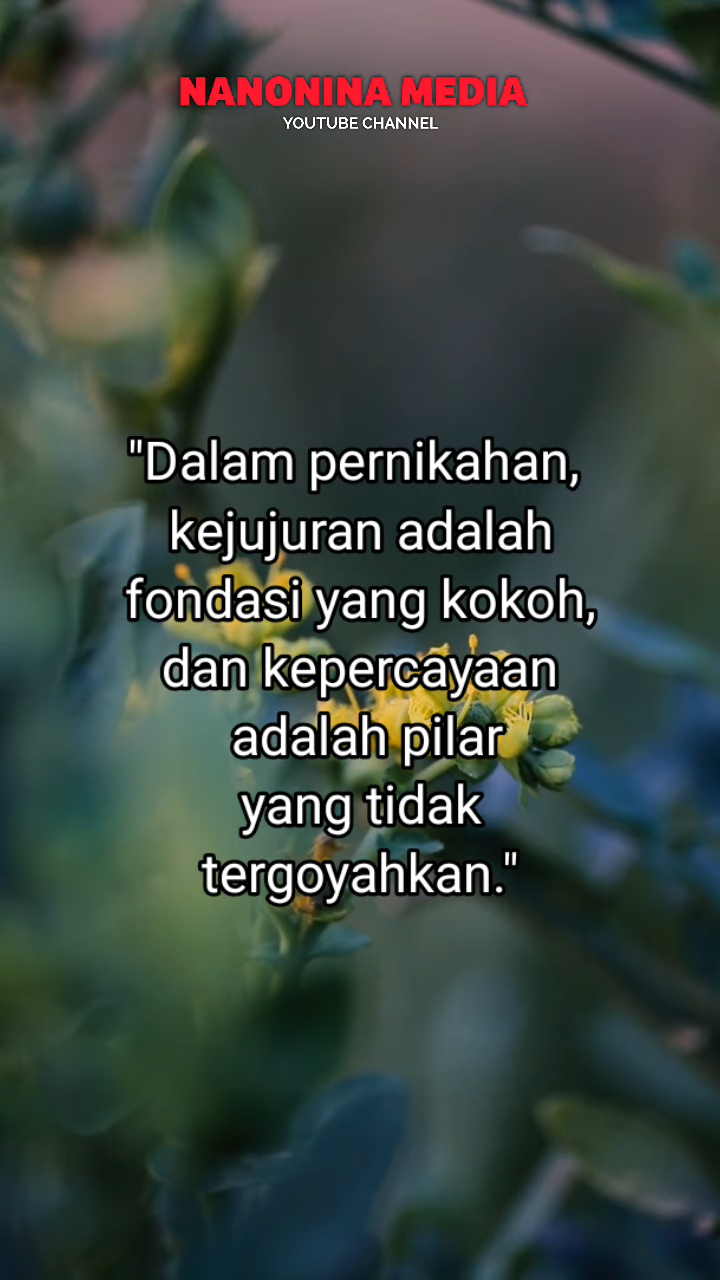 NANONINA MEDIA
YOUTUBE CHANNEL
"Dalam pernikahan,
kejujuran adalah
fondasi yang kokoh,
dan kepercayaan
adalah pilar
yang tidak
tergoyahkan."